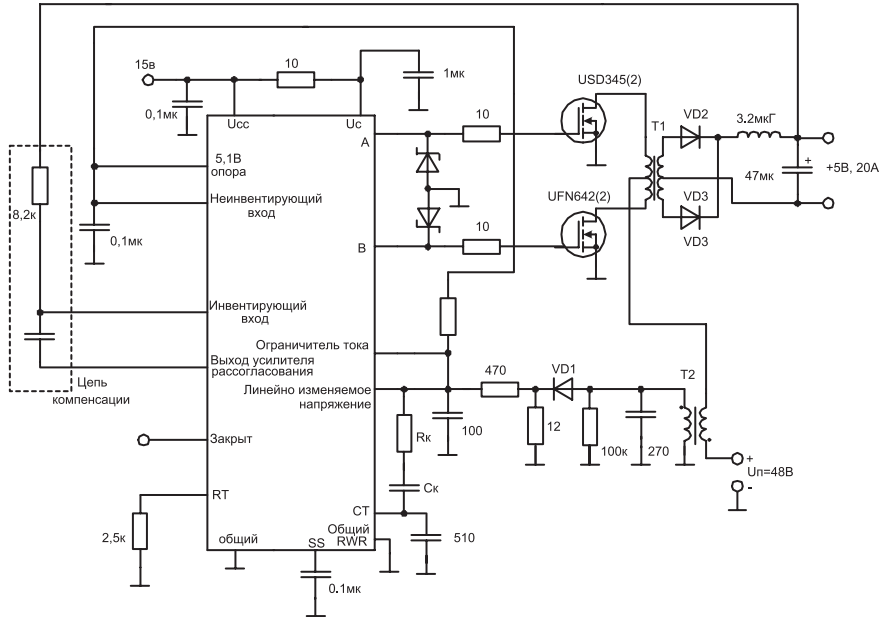 15в
10
1мк
0,1мк
Ucc
Uc
USD345(2)
A
10
T1
VD2
3.2мкГ
5,1В
опора
+
47мк
+5В, 20А
8,2к
Неинвентирующий
вход
UFN642(2)
0,1мк
10
VD3
VD3
B
Инвентирующий
вход
Ограничитель тока
Выход усилителя
рассогласования
Цепь
компенсации
Линейно изменяемое
напряжение
470
VD1
T2
Закрыт
Rк
100
12
100к
270
+
Uп=48В
-
RT
Cк
2,5к
CT
Общий
RWR
510
общий
SS
0.1мк